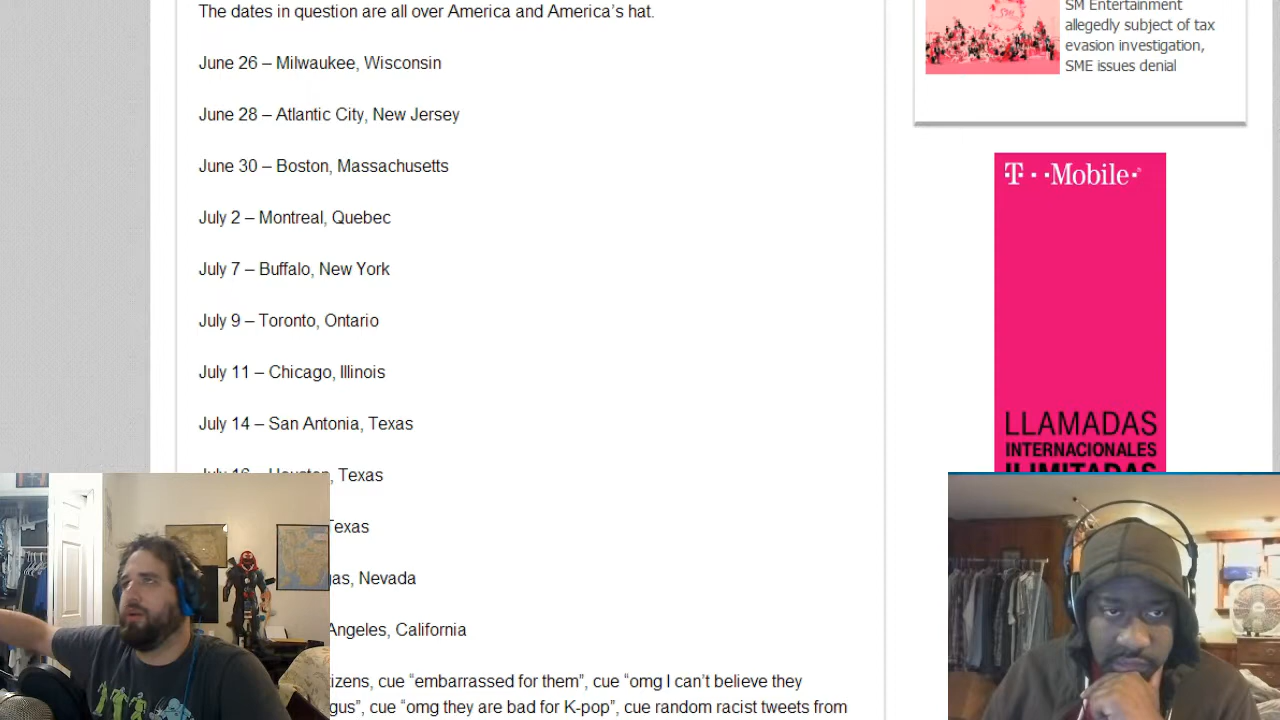 The dates in question are all over America and America's hat.
June 26 – Milwaukee, Wisconsin
June 28 – Atlantic City, New Jersey
June 30 – Boston, Massachusetts
July 2 – Montreal, Quebec
July 7 – Buffalo, New York
July 9 – Toronto, Ontario
July 11 – Chicago, Illinois
July 14 – San Antonia, Texas
, Texas
Texas
as, Nevada
Angeles, California
tizens, cue “embarrassed for them”, cue “omg I can't believe they
gus”, cue “omg they are bad for K-pop”, cue random racist tweets from
SM Entertainment
allegedly subject of tax
evasion investigation,
SME issues denial
T··Mobile·®
LLAMADAS
INTERNACIONALES
ILIMITADAS